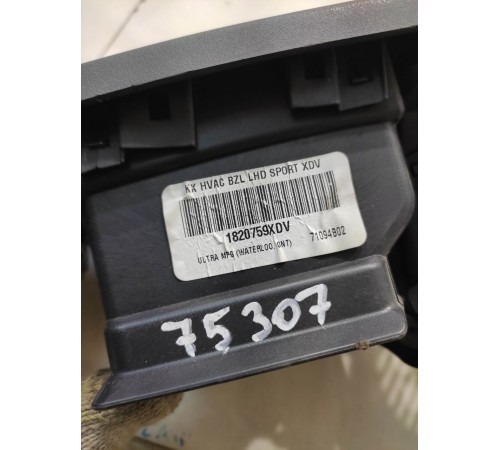 KK HVAC BZL LHD SPORT XDV
1820759XDV
ULTRA MFG (WATERLOO, ONT) 71094B02
75307